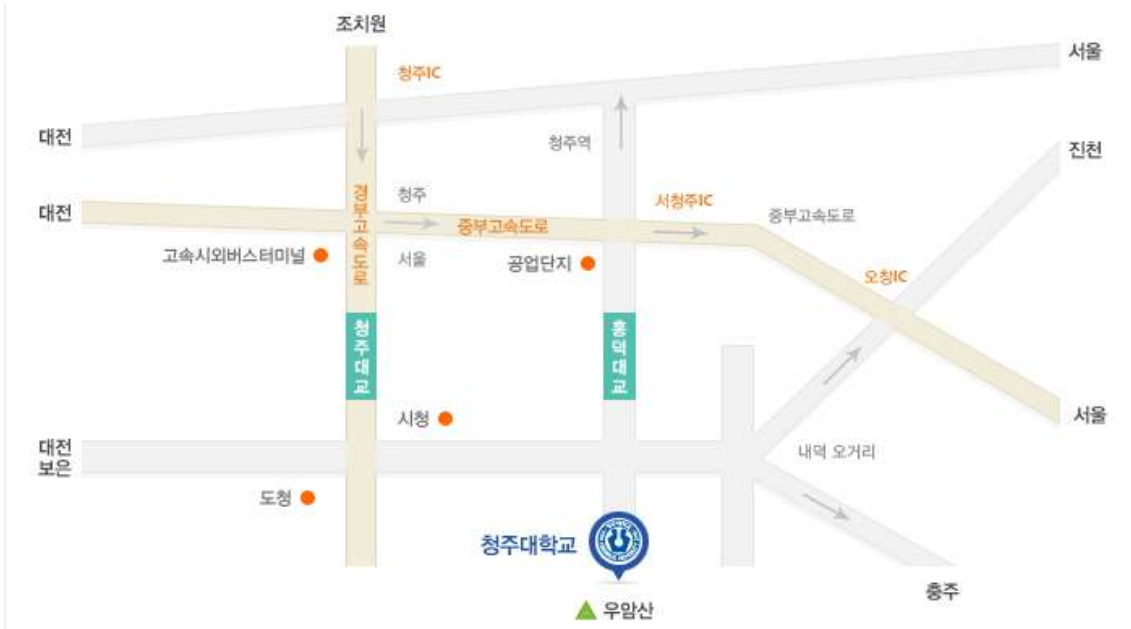 조치원
서울
청주IC
대전
청주역
진천
경부고속도로
청주
서청주IC
대전
중부고속도로
중부고속도로
고속시외버스터미널
서울
공업단지
오창IC
청주대교
흥덕대교
시청
서울
대전
보은
내덕 오거리
도청
청주대학교
충주
우암산